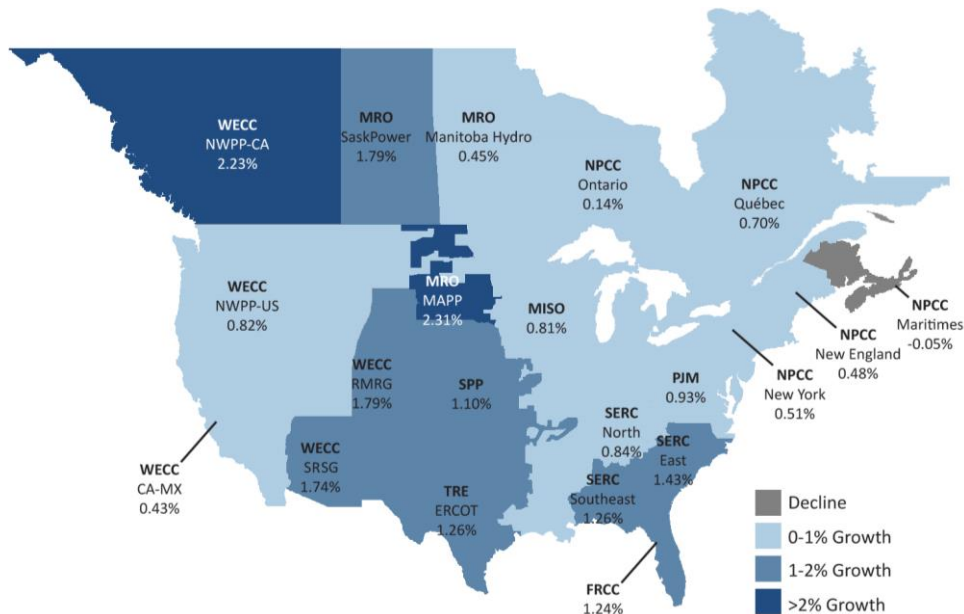 WECC
NWPP-CA
2.23%
MRO
SaskPower
1.79%
MRO
Manitoba Hydro
0.45%
NPCC
Ontario
0.14%
NPCC
Québec
0.70%
WECC
NWPP-US
0.82%
MRO
MAPP
2.31%
MISO
0.81%
NPCC
Maritimes
-0.05%
NPCC
New England
0.48%
NPCC
New York
0.51%
WECC
RMRG
1.79%
SPP
1.10%
PJM
0.93%
SERC
North
0.84%
SERC
East
1.43%
WECC
CA-MX
0.43%
WECC
SRSG
1.74%
TRE
ERCOT
1.26%
SERC
Southeast
1.26%
FRCC
1.24%
Decline
0-1% Growth
1-2% Growth
>2% Growth